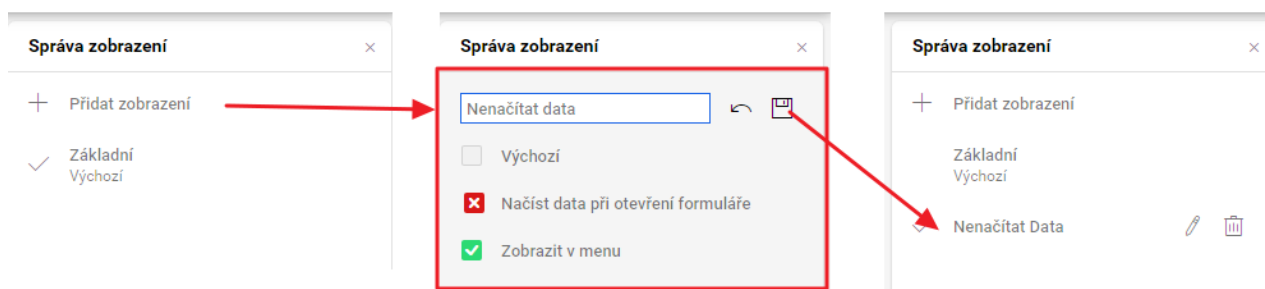 Správa zobrazení
Přidat zobrazení
Základní
Výchozí
Správa zobrazení
Nenačítat data
Výchozí
Načíst data při otevření formuláře
Zobrazit v menu
Správa zobrazení
Přidat zobrazení
Základní
Výchozí
Nenačítat Data